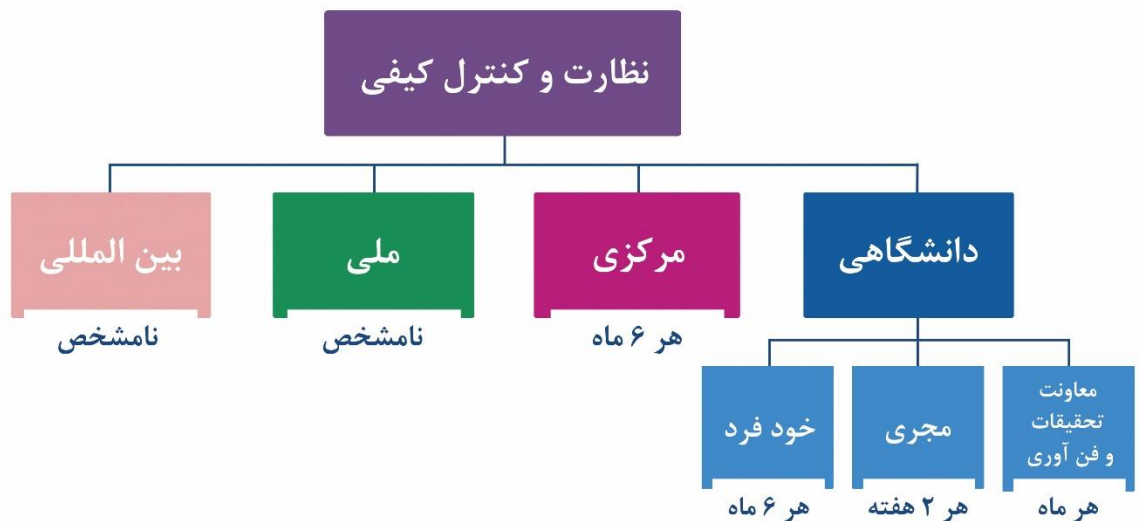 نظارت و کنترل کیفی
دانشگاهی
مرکزی
ملی
بین المللی
هر ۶ ماه
نامشخص
نامشخص
معاونت
تحقیقات
و فن آوری
مجری
خود فرد
هر ماه
هر ۲ هفته
هر ۶ ماه